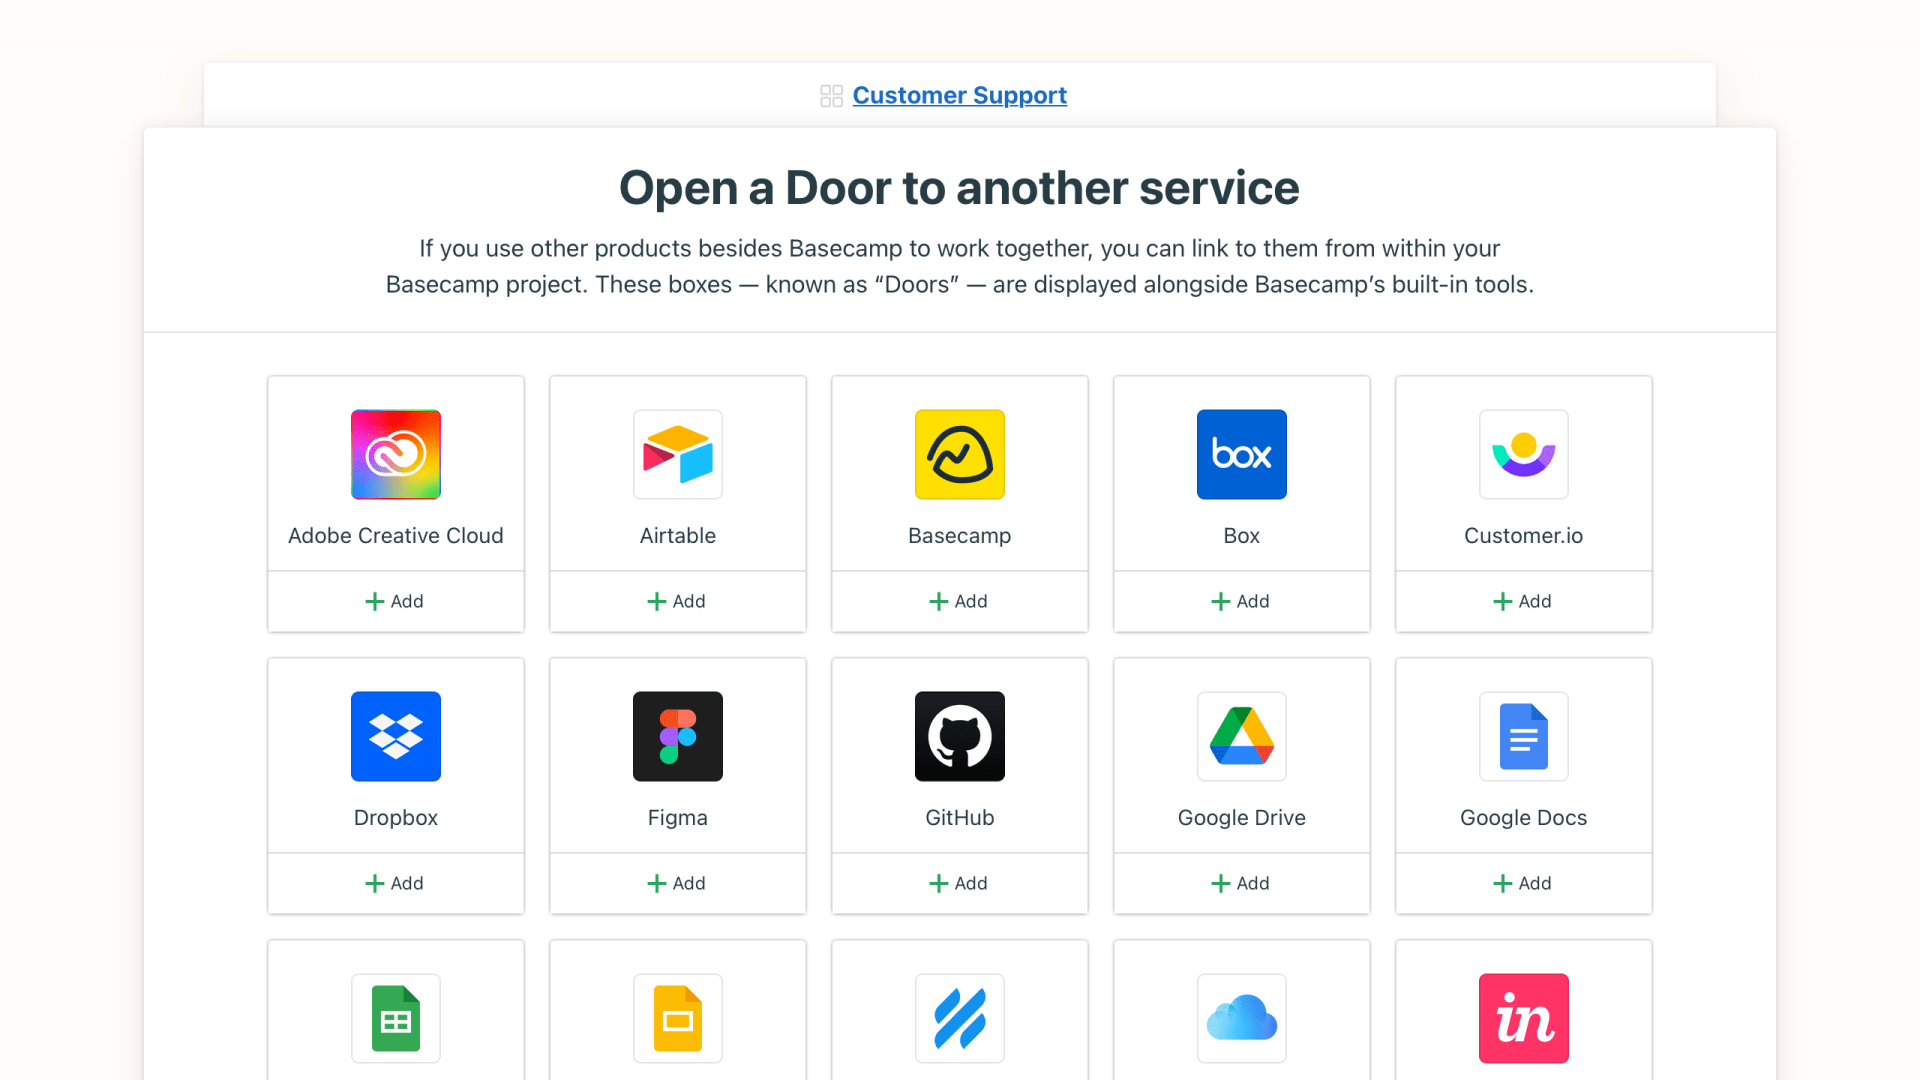 Customer Support
Open a Door to another service
If you use other products besides Basecamp to work together, you can link to them from within your
Basecamp project. These boxes — known as “Doors” — are displayed alongside Basecamp’s built-in tools.
box
Adobe Creative Cloud
Airtable
Basecamp
Box
Customer.io
Add
Add
Add
Add
Add
Dropbox
Figma
GitHub
Google Drive
Google Docs
Add
Add
Add
Add
Add
in